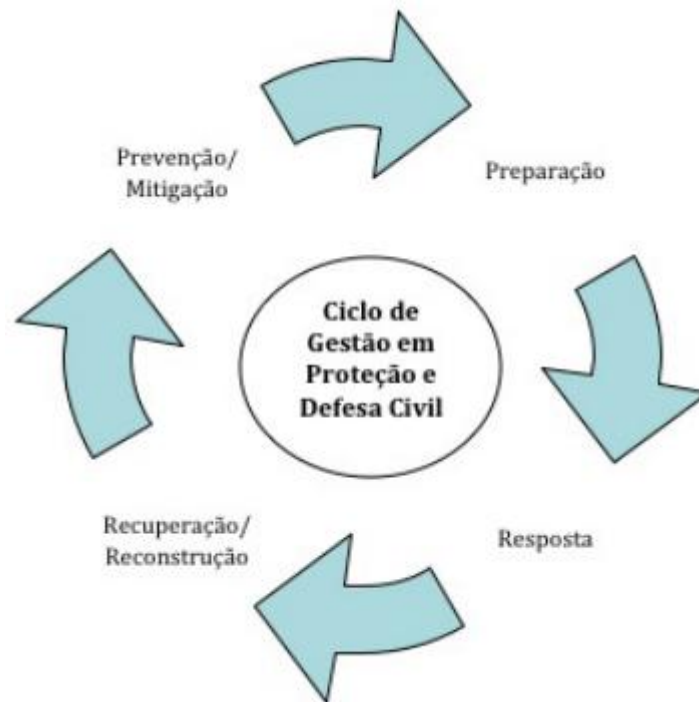 Prevenção/
Mitigação
Preparação
Ciclo de
Gestão em
Proteção e
Defesa Civil
Recuperação/
Reconstrução
Resposta